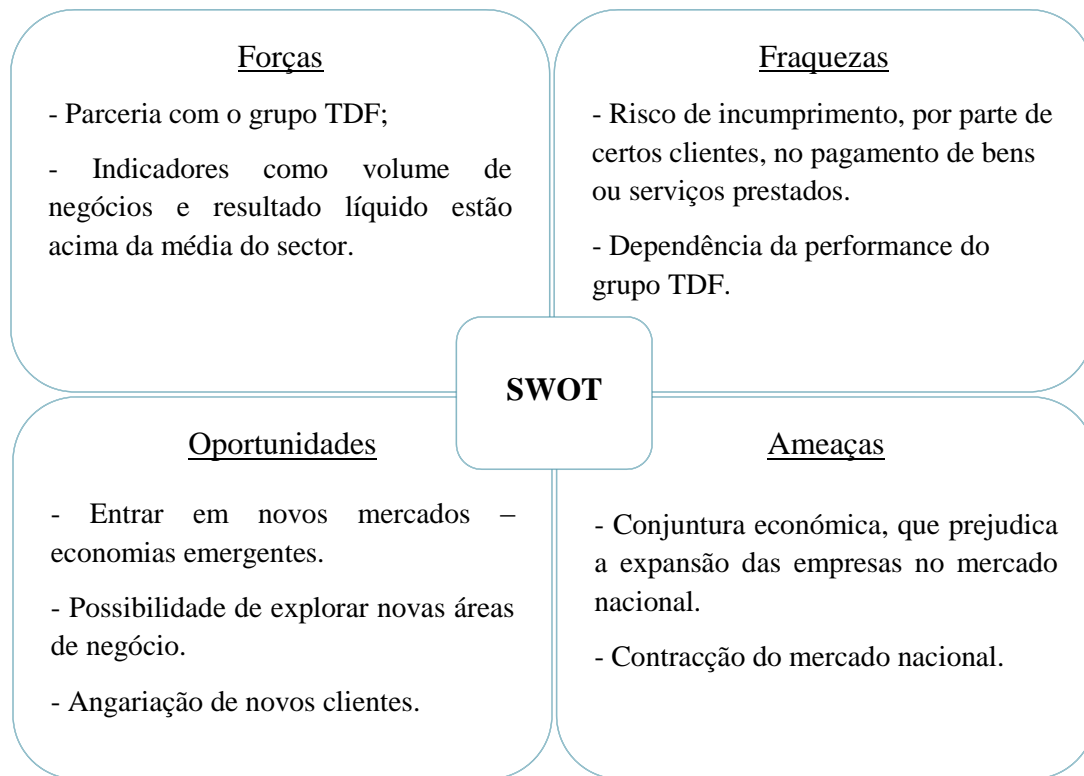 Forças
- Parceria com o grupo TDF;
- Indicadores como volume de
negócios e resultado líquido estão
acima da média do sector.
Fraquezas
- Risco de incumprimento, por parte de
certos clientes, no pagamento de bens
ou serviços prestados.
- Dependência da performance do
grupo TDF.
SWOT
Oportunidades
- Entrar em novos mercados –
economias emergentes.
- Possibilidade de explorar novas áreas
de negócio.
- Angariação de novos clientes.
Ameaças
- Conjuntura económica, que prejudica
a expansão das empresas no mercado
nacional.
- Contracção do mercado nacional.